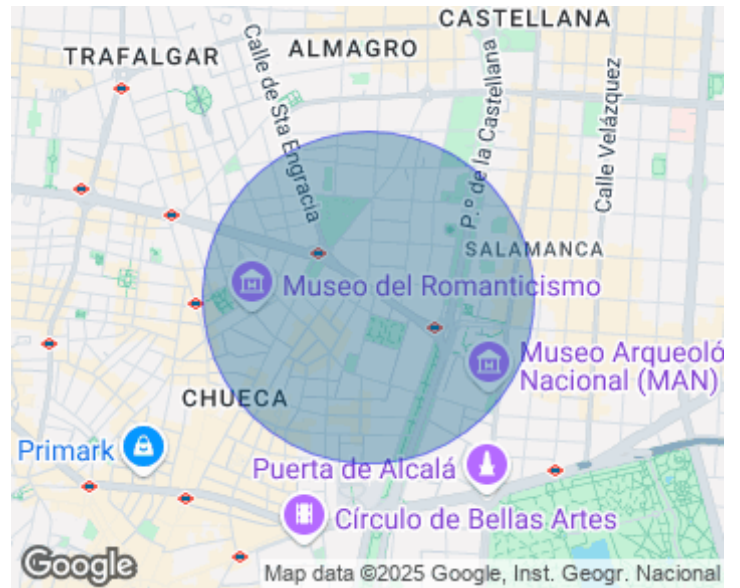 CASTELLANA
TRAFALGAR
ALMAGRO
Calle de Sta Engracia
P.º de la Castellana
Calle Velázquez
SALAMANCA
Museo del Romanticismo
Museo Arqueoló
Nacional (MAN)
CHUECA
Primark
Puerta de Alcalá
Círculo de Bellas Artes
Google
Map data ©2025 Google, Inst. Geogr. Nacional